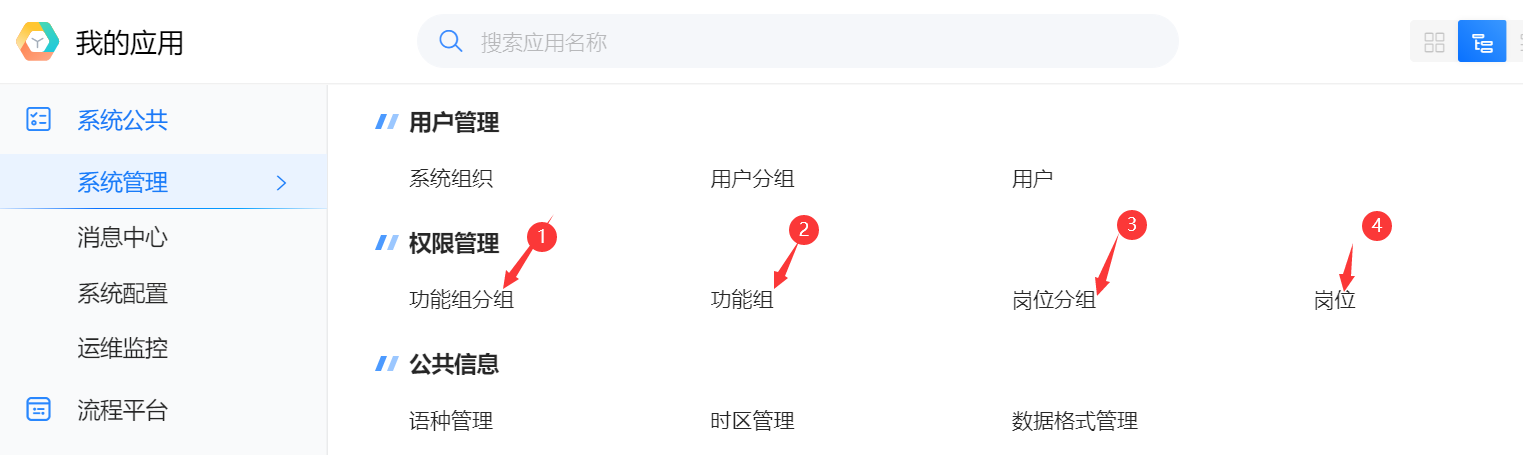 我的应用
搜索应用名称
系统公共
系统管理
消息中心
系统配置
运维监控
流程平台
用户管理
系统组织 用户分组 用户
权限管理 1 2 3 4
功能组分组 功能组 岗位分组 岗位
公共信息
语种管理 时区管理 数据格式管理